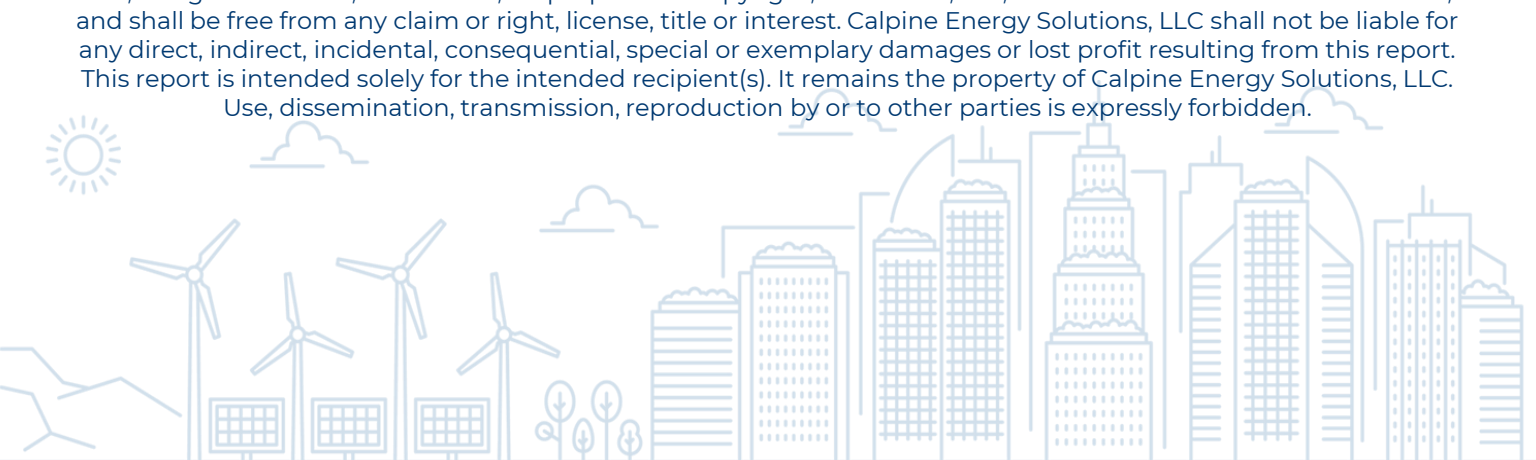 and shall be free from any claim or right, license, title or interest. Calpine Energy Solutions, LLC shall not be liable for
any direct, indirect, incidental, consequential, special or exemplary damages or lost profit resulting from this report.
This report is intended solely for the intended recipient(s). It remains the property of Calpine Energy Solutions, LLC.
Use, dissemination, transmission, reproduction by or to other parties is expressly forbidden.